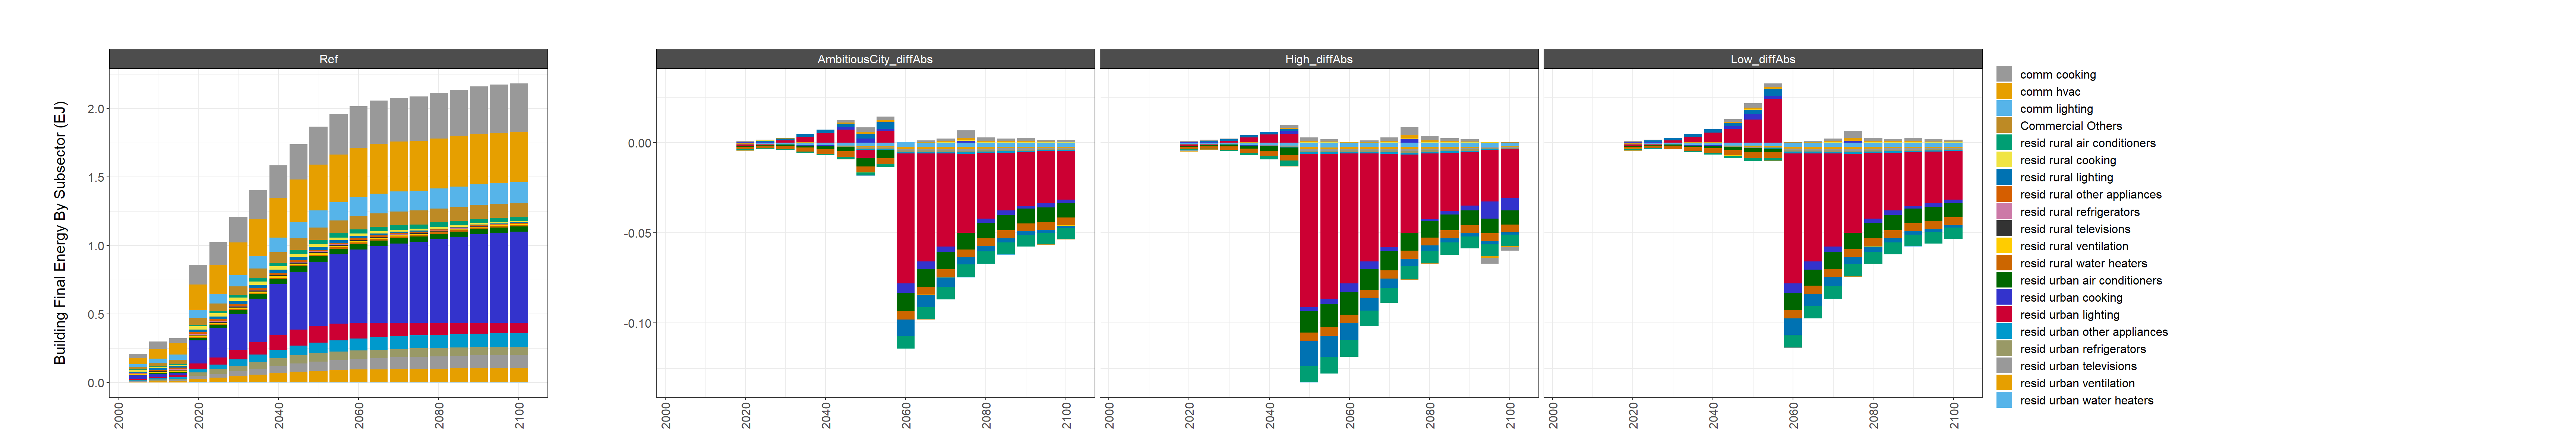 Ref
AmbitiousCity_diffAbs
High_diffAbs
Low_diffAbs
Building Final Energy By Subsector (EJ)
2.0
1.5
1.0
0.5
0.0
0.00
-0.05
-0.10
2000
2020
2040
2060
2080
2100
2000
2020
2040
2060
2080
2100
2000
2020
2040
2060
2080
2100
2000
2020
2040
2060
2080
2100
comm cooking
comm hvac
comm lighting
Commercial Others
resid rural air conditioners
resid rural cooking
resid rural lighting
resid rural other appliances
resid rural refrigerators
resid rural televisions
resid rural ventilation
resid rural water heaters
resid urban air conditioners
resid urban cooking
resid urban lighting
resid urban other appliances
resid urban refrigerators
resid urban televisions
resid urban ventilation
resid urban water heaters